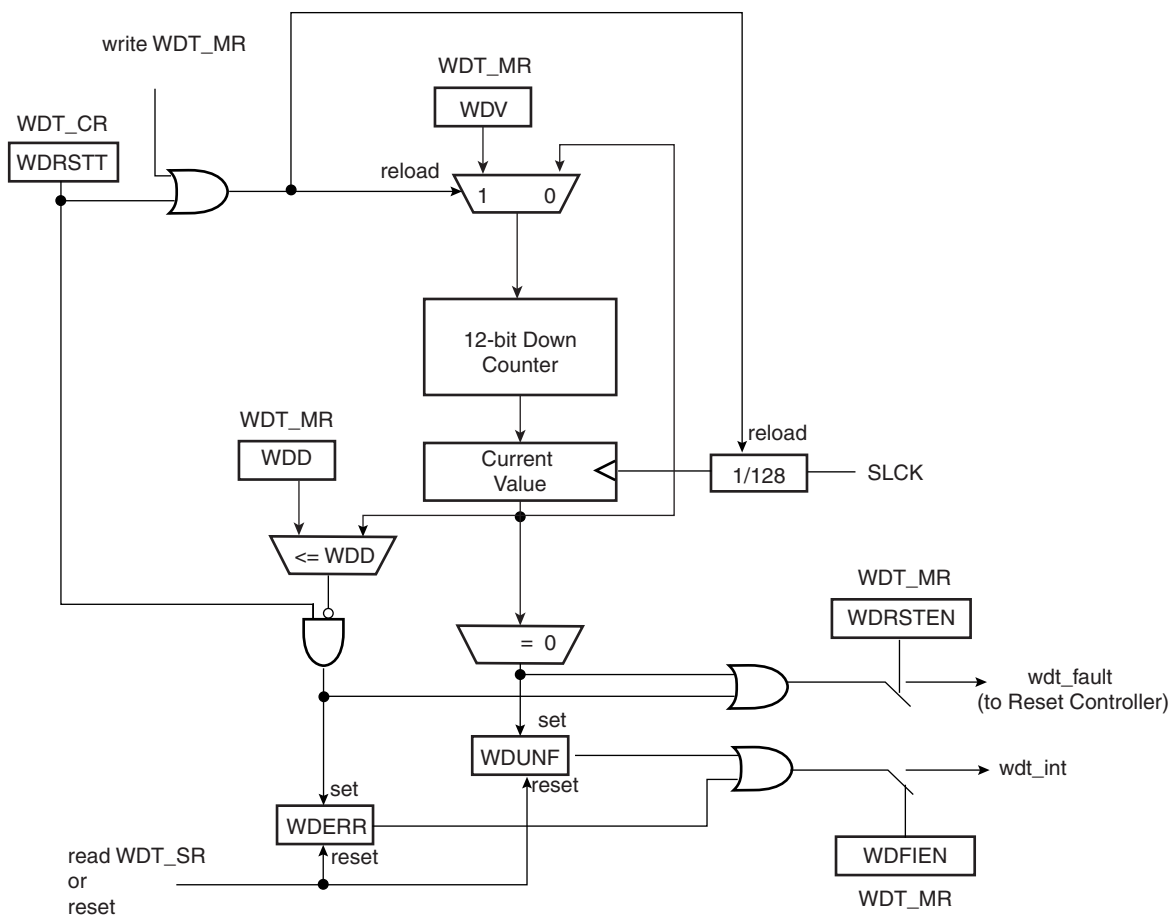 write WDT_MR
WDT_MR
WDV
WDT_CR
WDRSTT
reload
1 0
12-bit Down
Counter
WDT_MR
WDD
reload
Current
Value
1/128
SLCK
<= WDD
WDT_MR
WDRSTEN
= 0
wdt_fault
(to Reset Controller)
set
WDUNF
reset
wdt_int
set
WDERR
reset
read WDT_SR
or
reset
WDFIEN
WDT_MR